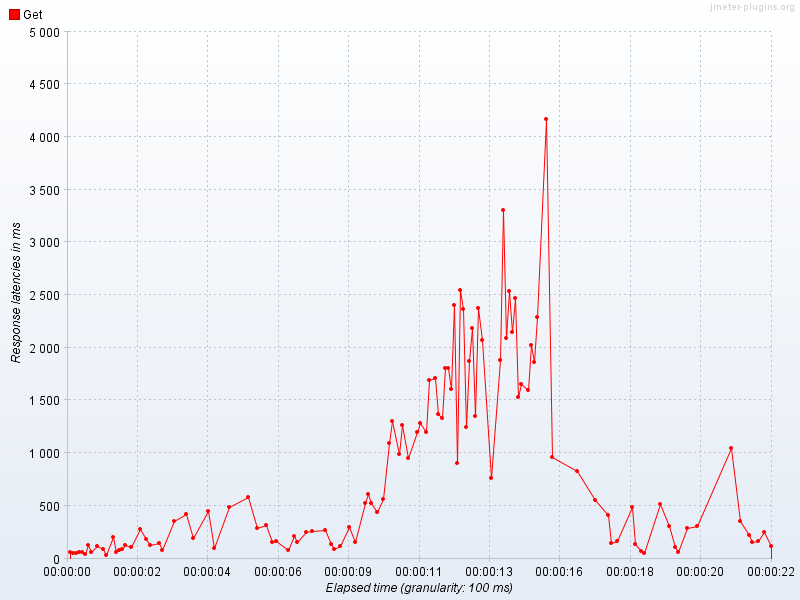 jmeter-plugins.org
Get
5 000
4 500
4 000
3 500
3 000
2 500
2 000
1 500
1 000
500
0
Response latencies in ms
00:00:00 00:00:02 00:00:04 00:00:06 00:00:09 00:00:11 00:00:13 00:00:16 00:00:18 00:00:20 00:00:22
Elapsed time (granularity: 100 ms)